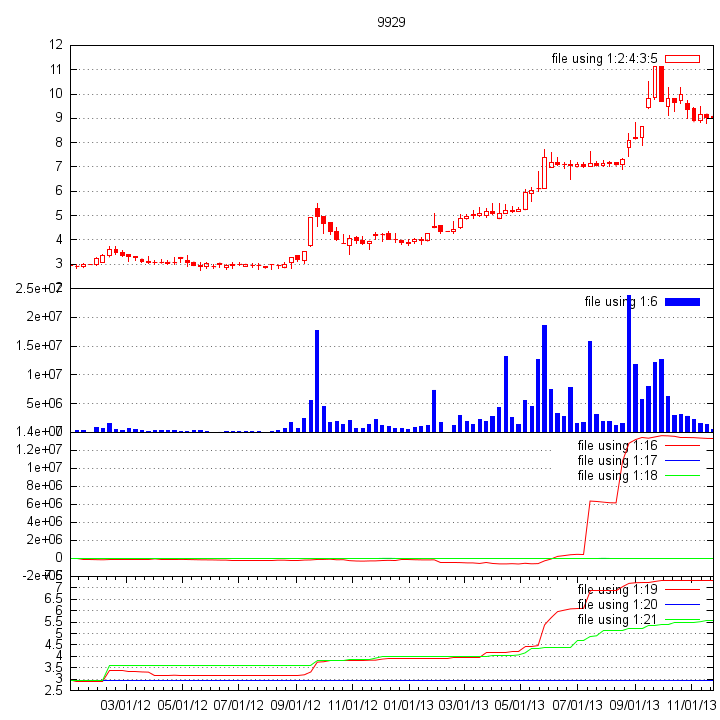 9929
12
file using 1:2:4:3:5
11
10
9
8
7
6
5
4
3
2
2.5e+07
file using 1:6
2e+07
1.5e+07
1e+07
5e+06
0
1.4e+07
file using 1:16
1.2e+07
file using 1:17
1e+07
file using 1:18
8e+06
6e+06
4e+06
2e+06
0
-2e+06
7
file using 1:19
6.5
file using 1:20
6
file using 1:21
5.5
5
4.5
4
3.5
3
2.5
03/01/12 05/01/12 07/01/12 09/01/12 11/01/12 01/01/13 03/01/13 05/01/13 07/01/13 09/01/13 11/01/13